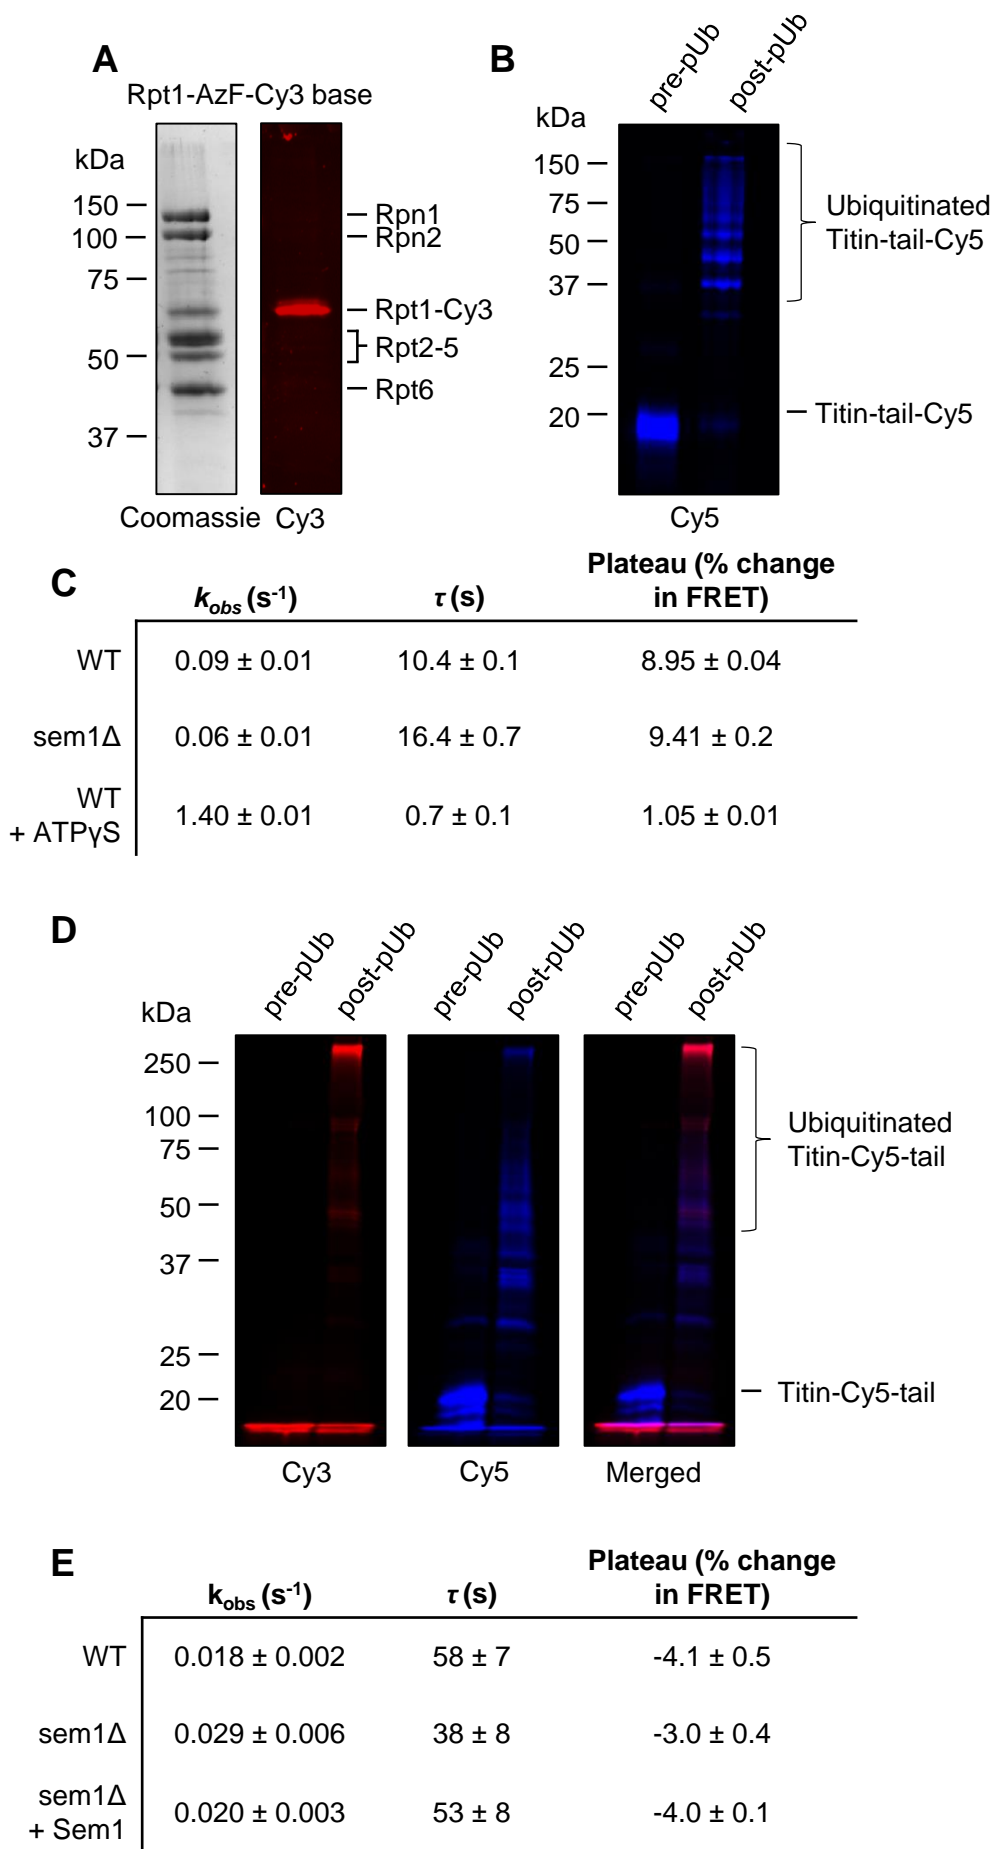 A
Rpt1-AzF-Cy3 base
kDa
150
100
75
50
37
Rpn1
Rpn2
Rpt1-Cy3
Rpt2-5
Rpt6
Coomassie Cy3
B
pre-pUb post-pUb
kDa
150
75
50
37
25
20
Ubiquitinated
Titin-tail-Cy5
Titin-tail-Cy5
Cy5
C
kobs (s-1) τ (s) Plateau (% change in FRET)
WT 0.09 ± 0.01 10.4 ± 0.1 8.95 ± 0.04
sem1Δ 0.06 ± 0.01 16.4 ± 0.7 9.41 ± 0.2
WT + ATPγS 1.40 ± 0.01 0.7 ± 0.1 1.05 ± 0.01
D
pre-pUb post-pUb pre-pUb post-pUb pre-pUb post-pUb
kDa
250
100
75
50
37
25
20
Ubiquitinated
Titin-Cy5-tail
Titin-Cy5-tail
Cy3 Cy5 Merged
E
kobs (s-1) τ (s) Plateau (% change in FRET)
WT 0.018 ± 0.002 58 ± 7 -4.1 ± 0.5
sem1Δ 0.029 ± 0.006 38 ± 8 -3.0 ± 0.4
sem1Δ + Sem1 0.020 ± 0.003 53 ± 8 -4.0 ± 0.1